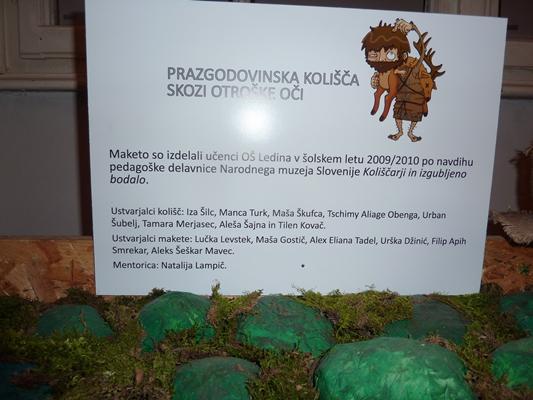 PRAZGODOVINSKA KOLIŠČA
SKOZI OTROŠKE OČI
Maketo so izdelali učenci OŠ Ledina v šolskem letu 2009/2010 po navdihu
pedagoške delavnice Narodnega muzeja Slovenije Koliščarji in izgubljeno
bodalo.
Ustvarjalci kolišč: Iza Šilc, Manca Turk, Maša Škufca, Tschimy Aliage Obenga, Urban
Šubelj, Tamara Merjasec, Aleša Šajna in Tilen Kovač.
Ustvarjalci makete: Lučka Levstek, Maša Gostič, Alex Eliana Tadel, Urška Džinić, Filip Apih
Smrekar, Aleks Šeškar Mavec.
Mentorica: Natalija Lampič.